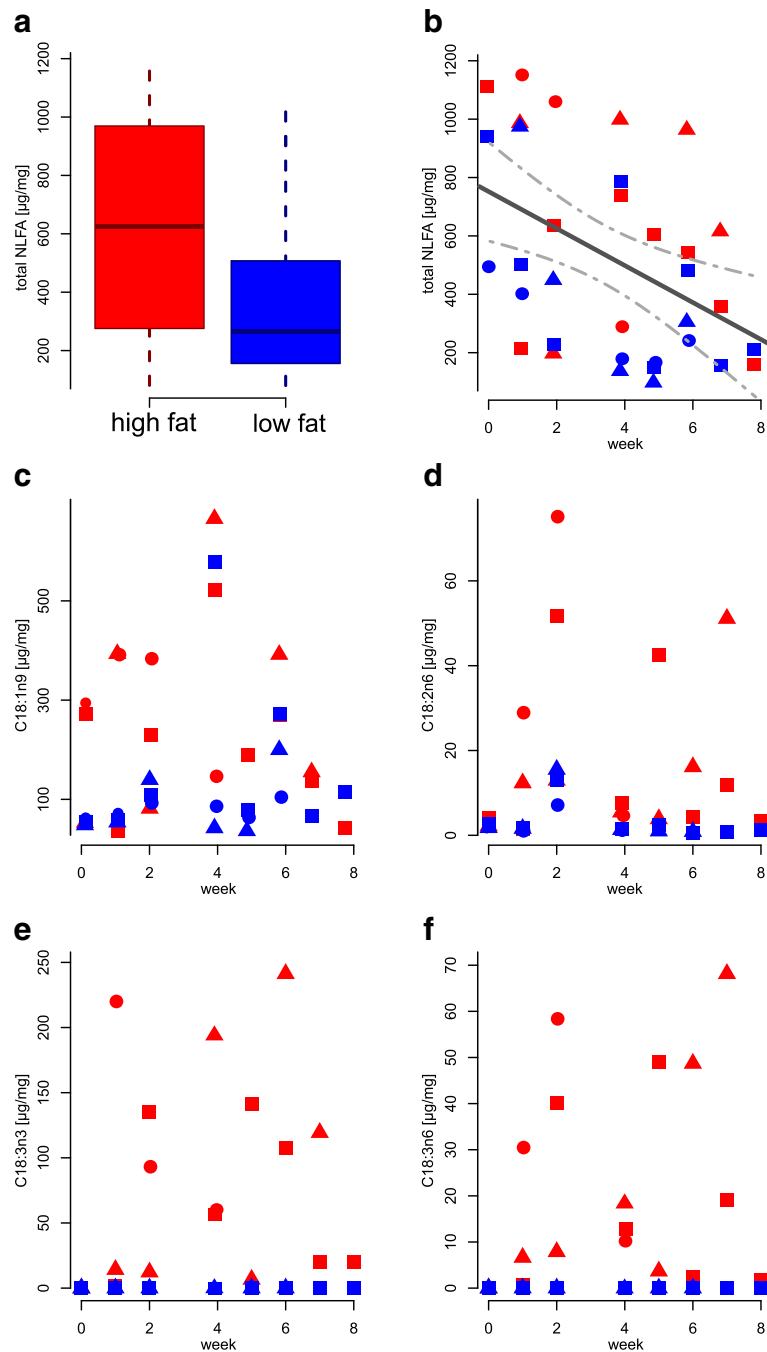 a
total NLFA [µg/mg]
200 400 600 800 1000 1200
high fat low fat
b
total NLFA [µg/mg]
200 400 600 800 1000 1200
0 2 4 6 8
week
c
C18:1n9 [µg/mg]
100 300 500
0 2 4 6 8
week
d
C18:2n6 [µg/mg]
0 20 40 60
0 2 4 6 8
week
e
C18:3n3 [µg/mg]
0 50 100 150 200 250
0 2 4 6 8
week
f
C18:3n6 [µg/mg]
0 10 20 30 40 50 60 70
0 2 4 6 8
week